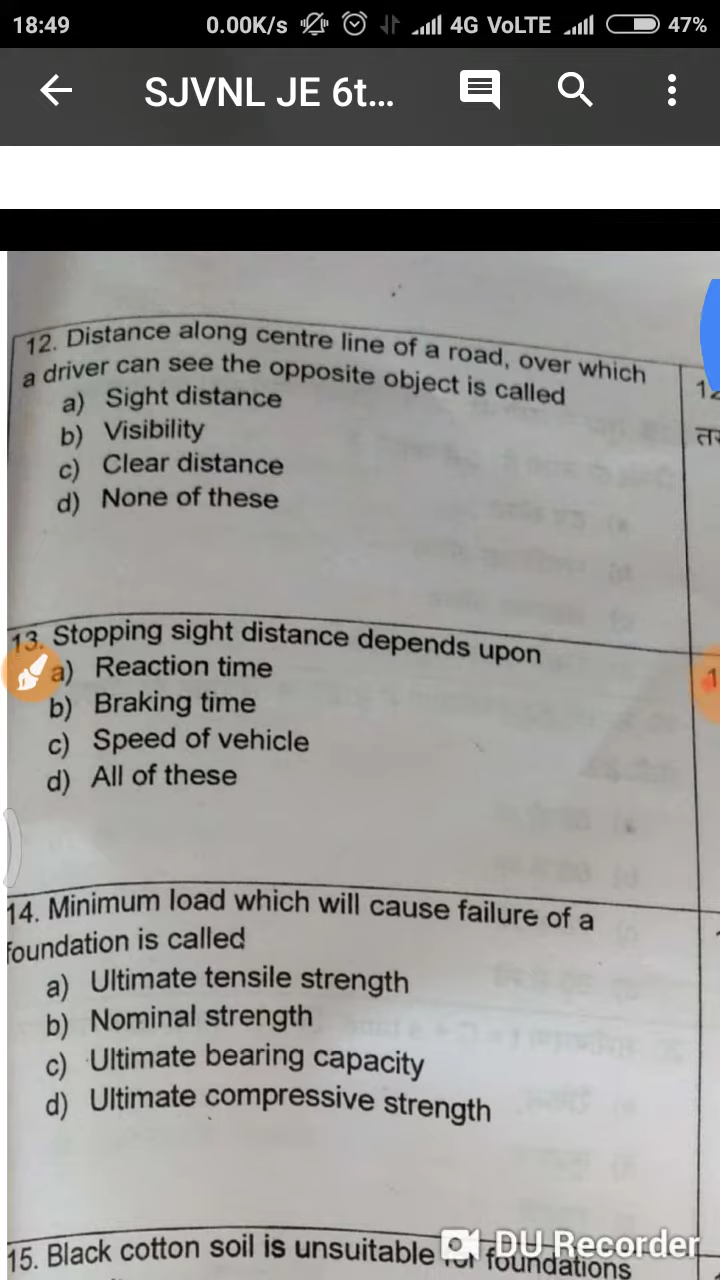 18:49 0.00K/s 4G VoLTE 47%
SJVNL JE 6t...
12. Distance along centre line of a road, over which
a driver can see the opposite object is called
a) Sight distance
b) Visibility
c) Clear distance
d) None of these
13. Stopping sight distance depends upon
a) Reaction time
b) Braking time
c) Speed of vehicle
d) All of these
14. Minimum load which will cause failure of a
foundation is called
a) Ultimate tensile strength
b) Nominal strength
c) Ultimate bearing capacity
d) Ultimate compressive strength
15. Black cotton soil is unsuitable for foundations
DU Recorder